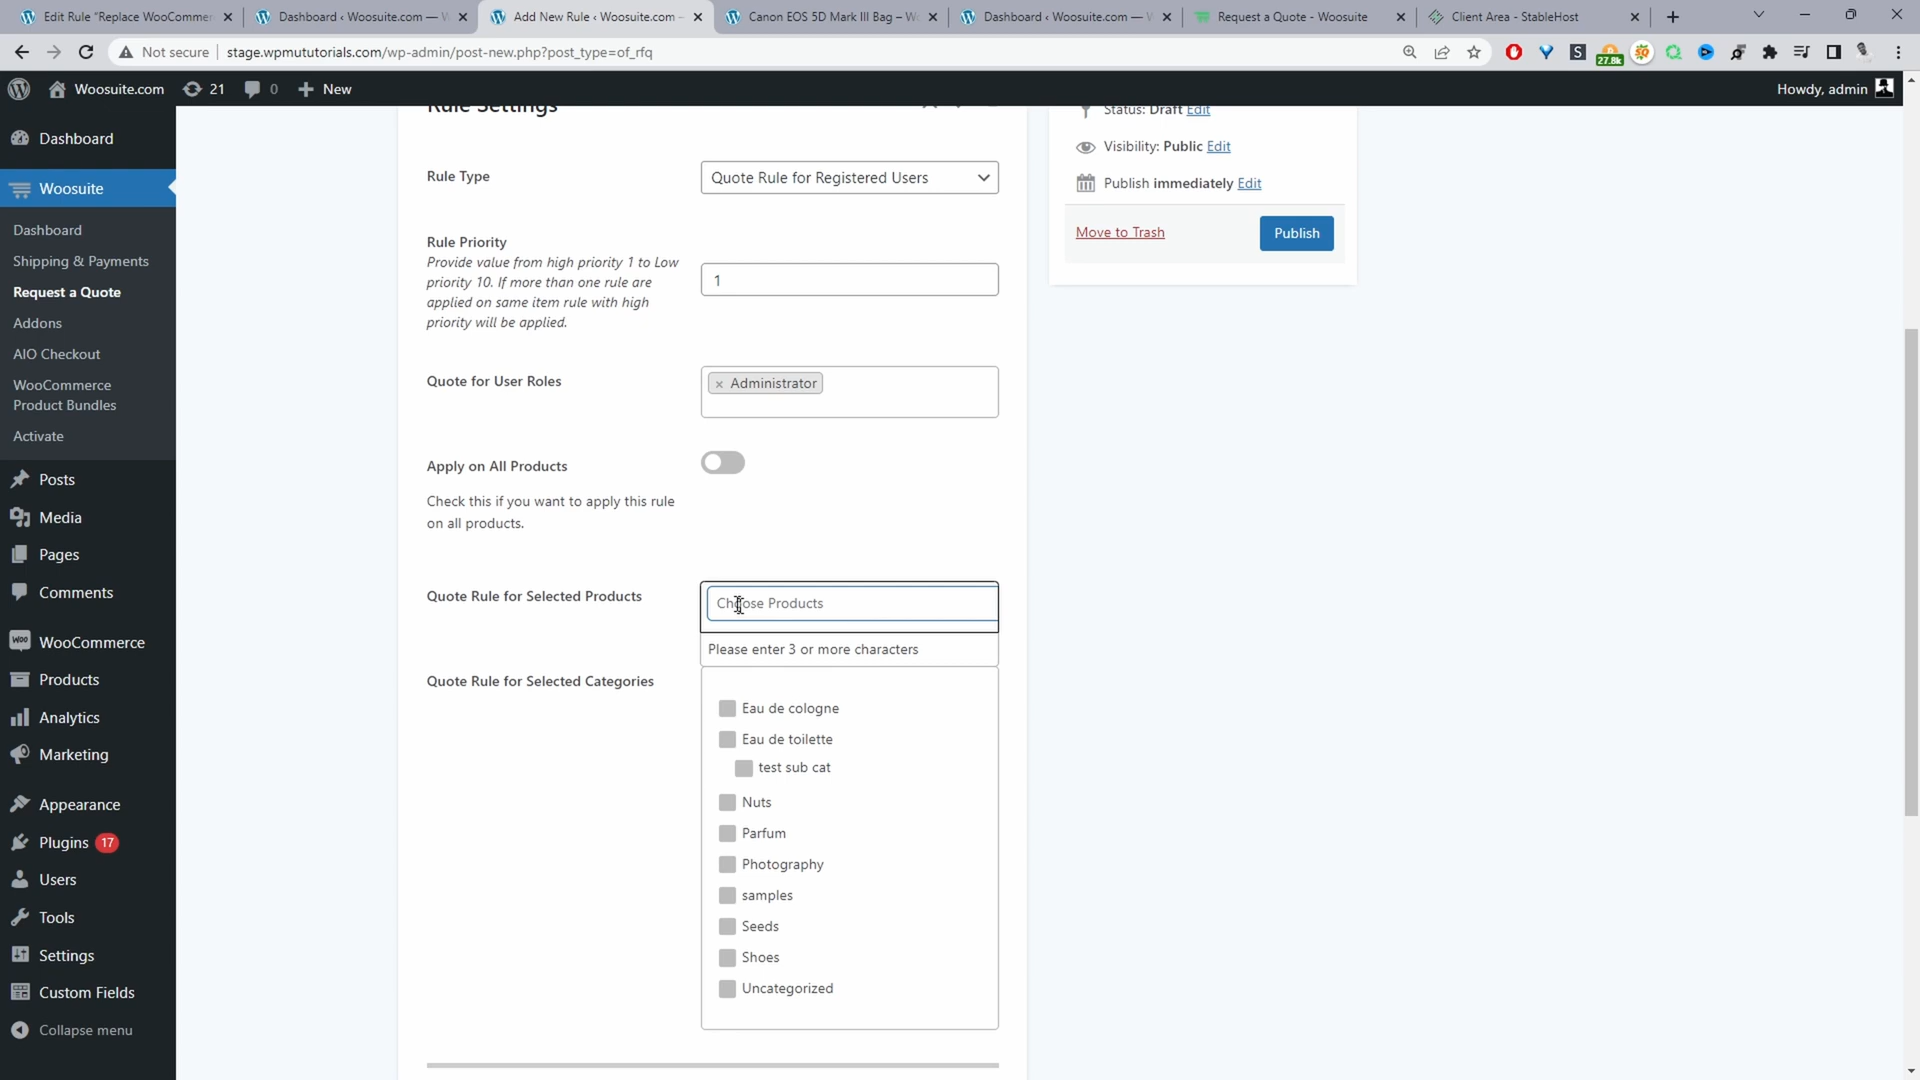 Edit Rule "Replace WooCommer
Dashboard ‹ Woosuite.com — W
Add New Rule ‹ Woosuite.com –
Canon EOS 5D Mark III Bag – W
Dashboard ‹ Woosuite.com — W
Request a Quote - Woosuite
Client Area - StableHost
Not secure
stage.wpmututorials.com/wp-admin/post-new.php?post_type=of_rfq
27.8k
Woosuite.com
21
0
New
Howdy, admin
Dashboard
Woosuite
Dashboard
Shipping & Payments
Request a Quote
Addons
AIO Checkout
WooCommerce
Product Bundles
Activate
Posts
Media
Pages
Comments
WooCommerce
Products
Analytics
Marketing
Appearance
Plugins 17
Users
Tools
Settings
Custom Fields
Collapse menu
Rule Settings
Rule Type
Quote Rule for Registered Users
Rule Priority
Provide value from high priority 1 to Low
priority 10. If more than one rule are
applied on same item rule with high
priority will be applied.
1
Quote for User Roles
× Administrator
Apply on All Products
Check this if you want to apply this rule
on all products.
Quote Rule for Selected Products
Choose Products
Please enter 3 or more characters
Quote Rule for Selected Categories
Eau de cologne
Eau de toilette
test sub cat
Nuts
Parfum
Photography
samples
Seeds
Shoes
Uncategorized
Status: Draft Edit
Visibility: Public Edit
Publish immediately Edit
Move to Trash
Publish